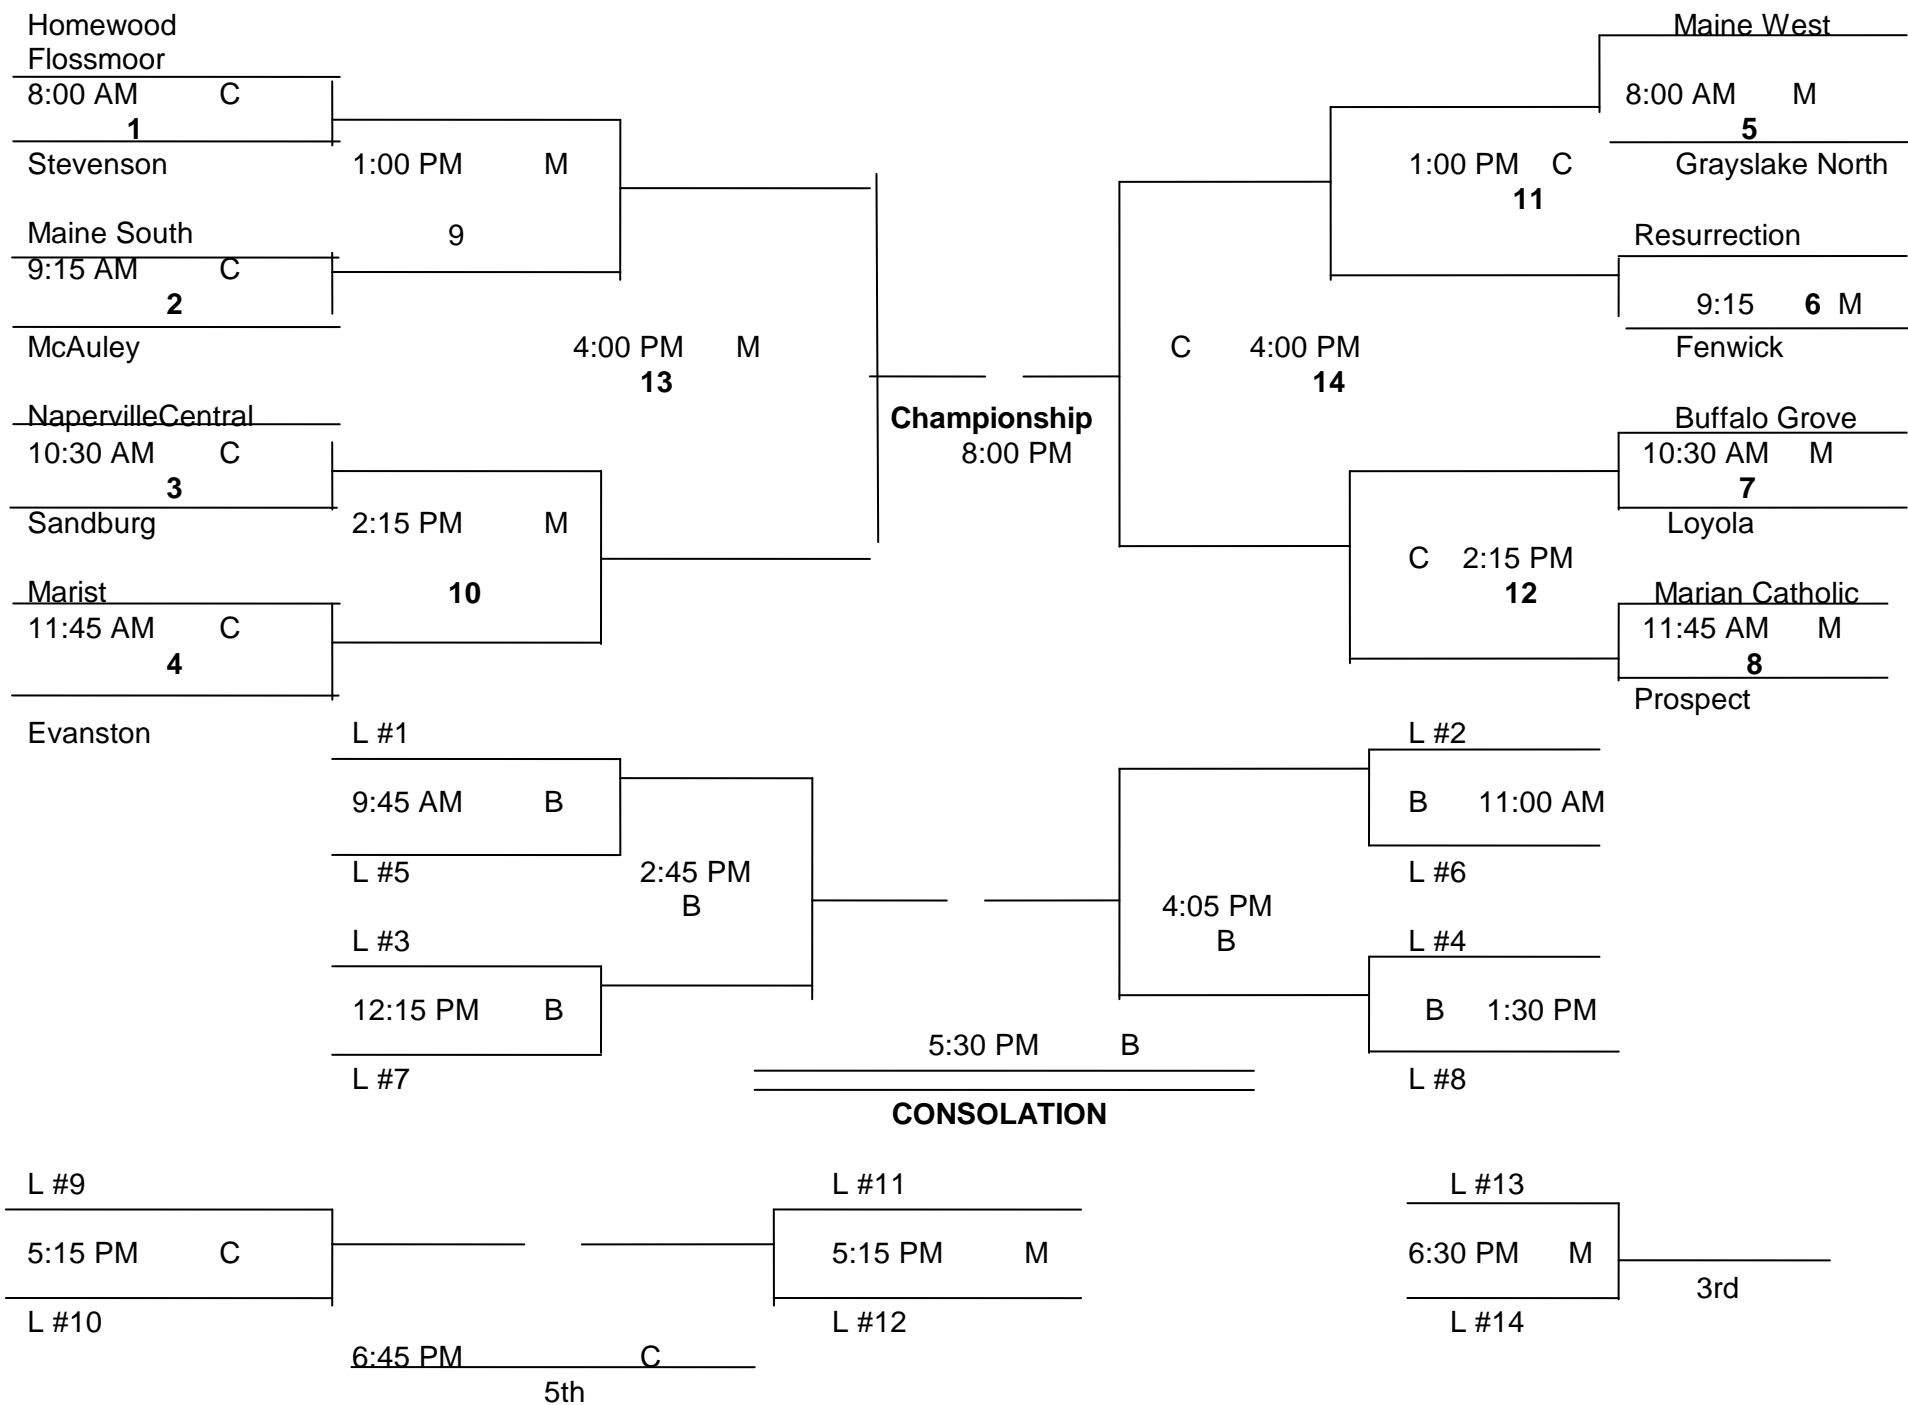 Homewood
Flossmoor
Maine West
8:00 AM C
8:00 AM M
1
5
Stevenson
1:00 PM M
1:00 PM C
Grayslake North
11
Maine South
9
Resurrection
9:15 AM C
2
9:15 6 M
McAuley
4:00 PM M
C 4:00 PM
Fenwick
13
14
NapervilleCentral
Championship
Buffalo Grove
10:30 AM C
8:00 PM
10:30 AM M
3
7
Sandburg
2:15 PM M
Loyola
C 2:15 PM
Marist
10
12
Marian Catholic
11:45 AM C
11:45 AM M
4
8
Prospect
Evanston
L #1
L #2
9:45 AM B
B 11:00 AM
L #5
2:45 PM
L #6
B
4:05 PM
L #3
B
L #4
12:15 PM B
B 1:30 PM
5:30 PM B
L #7
L #8
CONSOLATION
L #9
L #11
L #13
5:15 PM C
5:15 PM M
6:30 PM M
3rd
L #10
L #12
L #14
6:45 PM C
5th